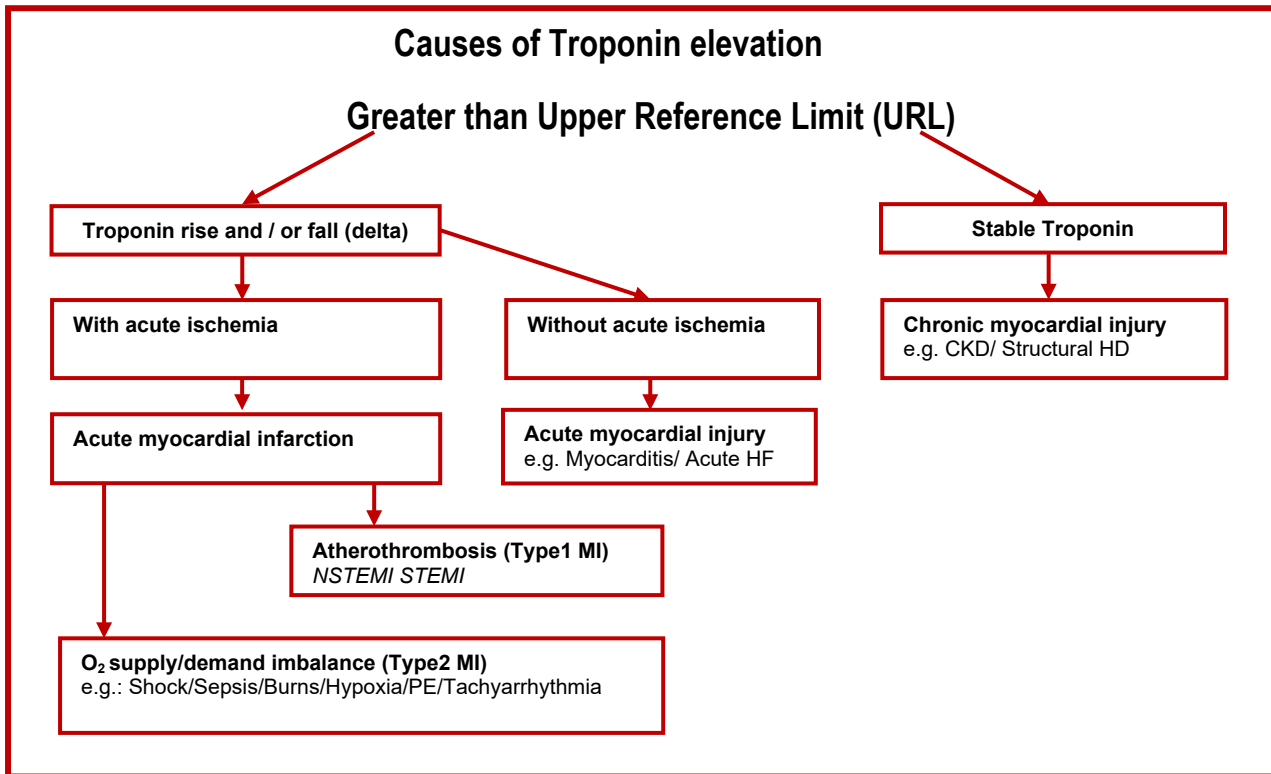 Causes of Troponin elevation
Greater than Upper Reference Limit (URL)
Troponin rise and / or fall (delta)
Stable Troponin
With acute ischemia
Without acute ischemia
Chronic myocardial injury
e.g. CKD/ Structural HD
Acute myocardial infarction
Acute myocardial injury
e.g. Myocarditis/ Acute HF
Atherothrombosis (Type1 MI)
NSTEMI STEMI
O₂ supply/demand imbalance (Type2 MI)
e.g.: Shock/Sepsis/Burns/Hypoxia/PE/Tachyarrhythmia